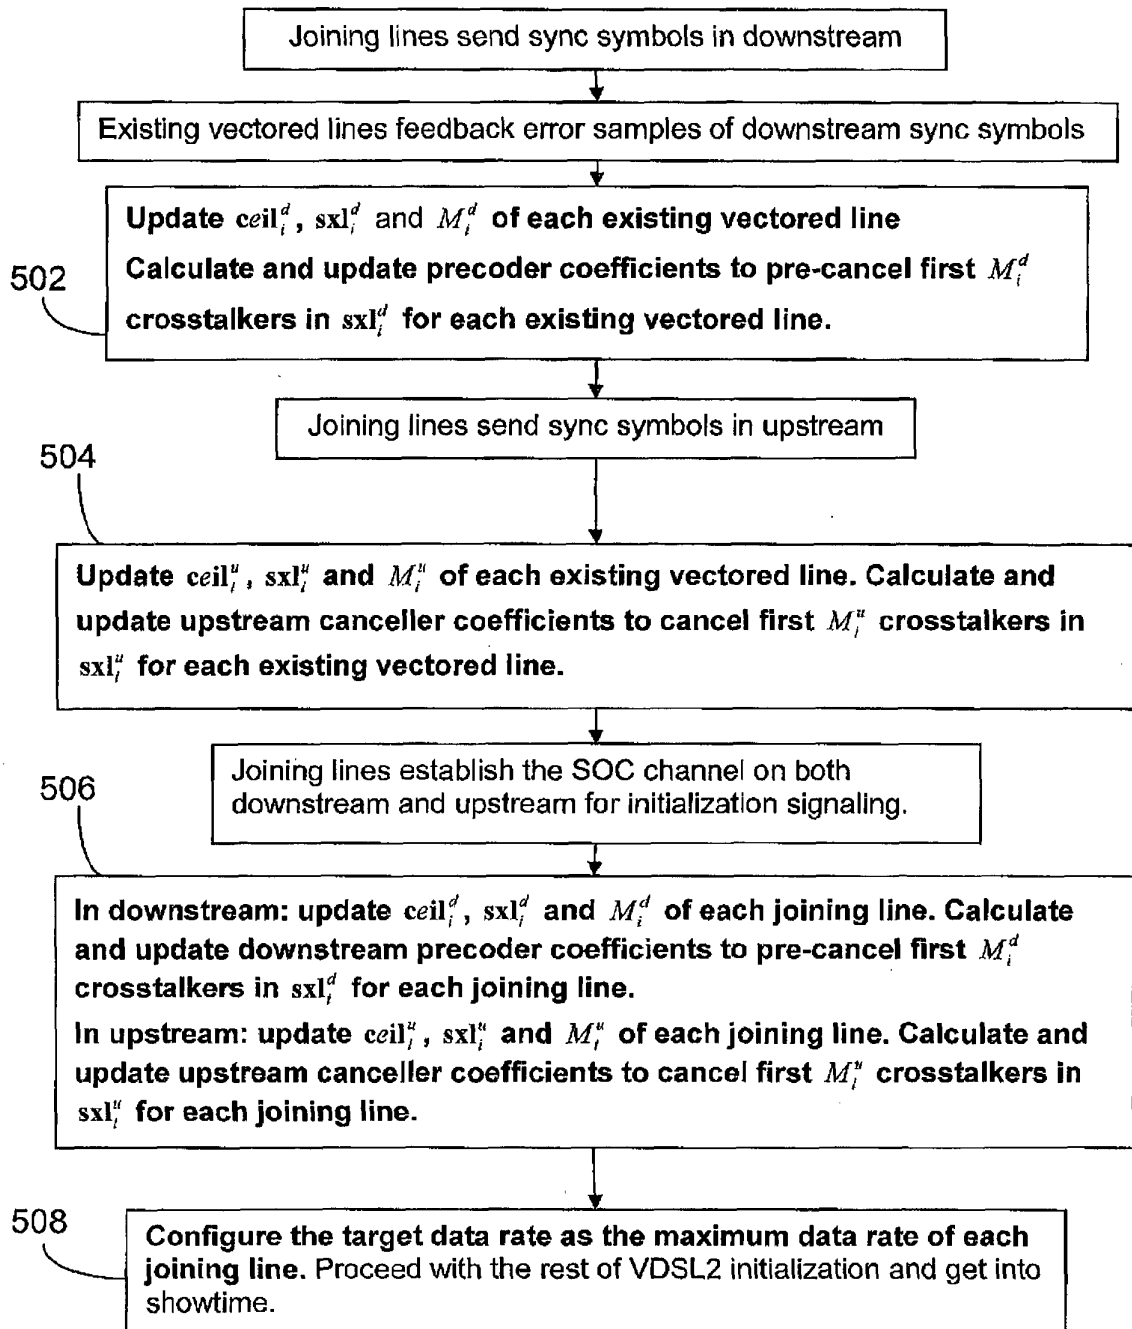 Joining lines send sync symbols in downstream
Existing vectored lines feedback error samples of downstream sync symbols
502
Update ceil_i^d, sxl_i^d and M_i^d of each existing vectored line
Calculate and update precoder coefficients to pre-cancel first M_i^d
crosstalkers in sxl_i^d for each existing vectored line.
Joining lines send sync symbols in upstream
504
Update ceil_i^u, sxl_i^u and M_i^u of each existing vectored line. Calculate and
update upstream canceller coefficients to cancel first M_i^u crosstalkers in
sxl_i^u for each existing vectored line.
Joining lines establish the SOC channel on both
downstream and upstream for initialization signaling.
506
In downstream: update ceil_i^d, sxl_i^d and M_i^d of each joining line. Calculate
and update downstream precoder coefficients to pre-cancel first M_i^d
crosstalkers in sxl_i^d for each joining line.
In upstream: update ceil_i^u, sxl_i^u and M_i^u of each joining line. Calculate and
update upstream canceller coefficients to cancel first M_i^u crosstalkers in
sxl_i^u for each joining line.
508
Configure the target data rate as the maximum data rate of each
joining line. Proceed with the rest of VDSL2 initialization and get into
showtime.